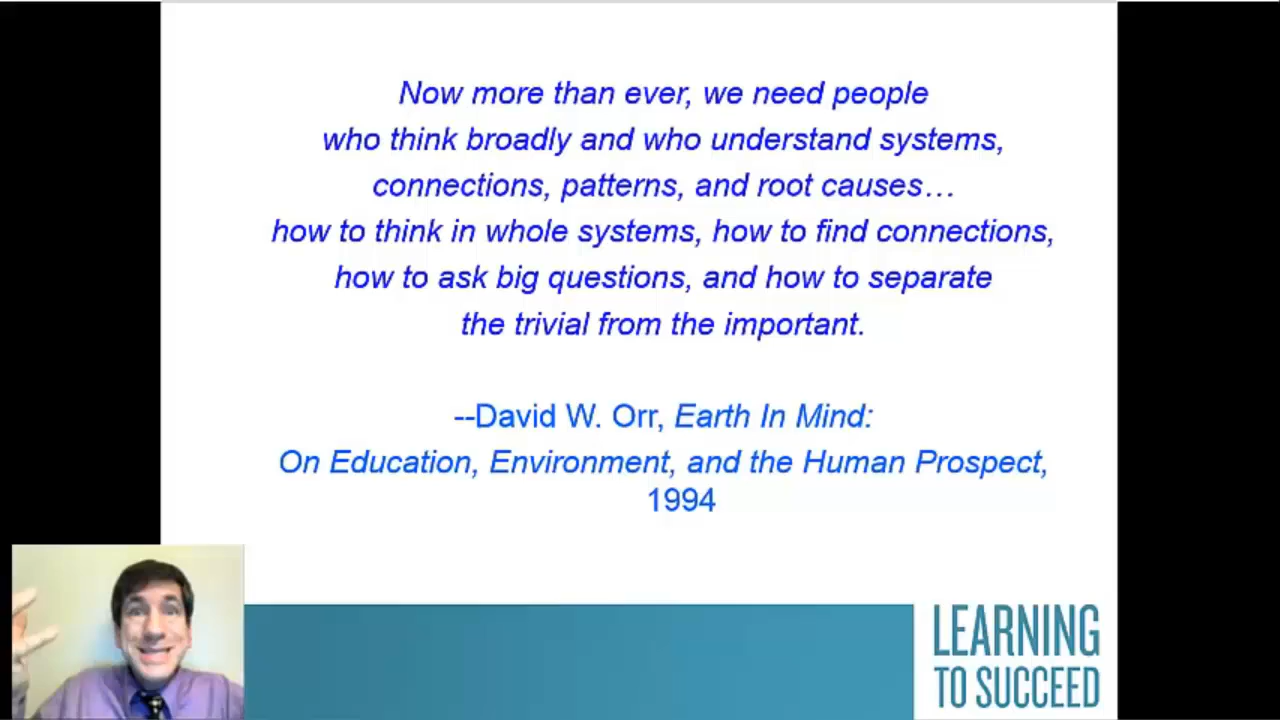 Now more than ever, we need people
who think broadly and who understand systems,
connections, patterns, and root causes…
how to think in whole systems, how to find connections,
how to ask big questions, and how to separate
the trivial from the important.
--David W. Orr, Earth In Mind:
On Education, Environment, and the Human Prospect,
1994
LEARNING
TO SUCCEED